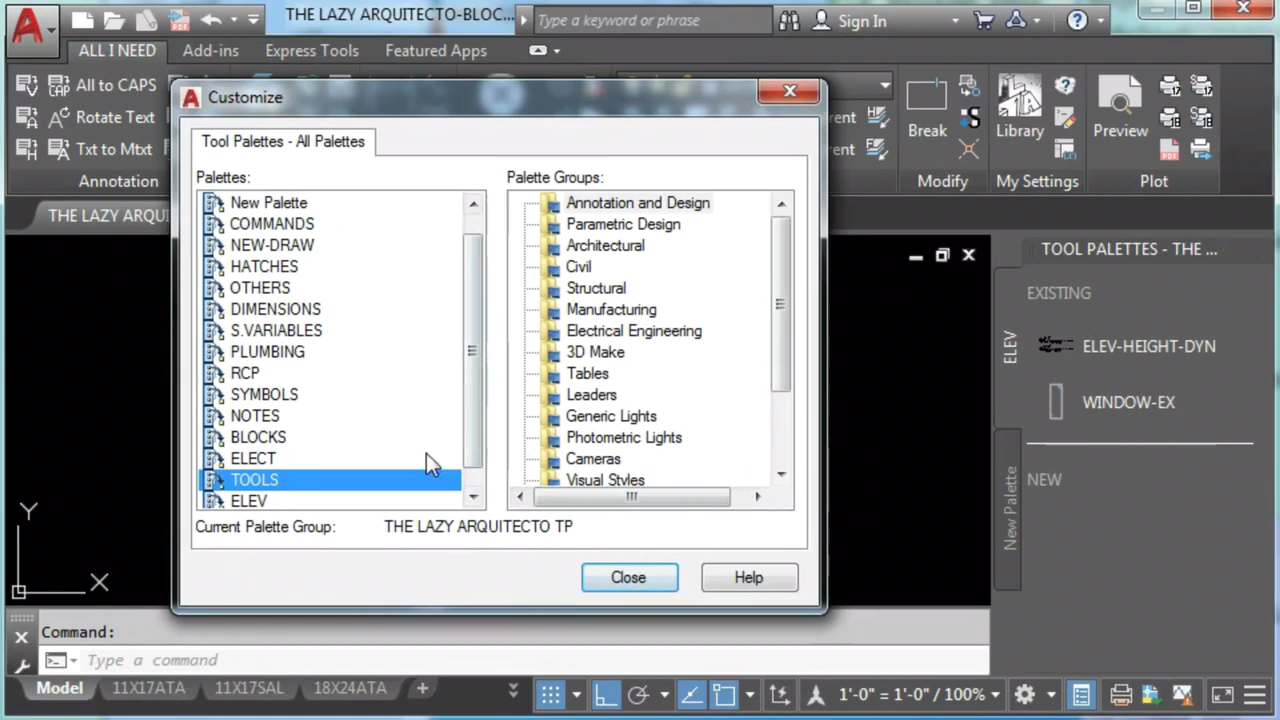 THE LAZY ARQUITECTO-BLOC...
Type a keyword or phrase
Sign In
ALL I NEED
Add-ins
Express Tools
Featured Apps
All to CAPS
Rotate Text
Txt to Mtxt
Annotation
Break
Modify
Library
My Settings
Preview
Plot
THE LAZY ARQUI
Customize
Tool Palettes - All Palettes
Palettes:
New Palette
COMMANDS
NEW-DRAW
HATCHES
OTHERS
DIMENSIONS
S.VARIABLES
PLUMBING
RCP
SYMBOLS
NOTES
BLOCKS
ELECT
TOOLS
ELEV
Palette Groups:
Annotation and Design
Parametric Design
Architectural
Civil
Structural
Manufacturing
Electrical Engineering
3D Make
Tables
Leaders
Generic Lights
Photometric Lights
Cameras
Visual Styles
Current Palette Group: THE LAZY ARQUITECTO TP
Close
Help
TOOL PALETTES - THE ...
EXISTING
ELEV
ELEV-HEIGHT-DYN
WINDOW-EX
New Palette
NEW
Y
X
Command:
Type a command
Model
11X17ATA
11X17SAL
18X24ATA
1'-0" = 1'-0" / 100%